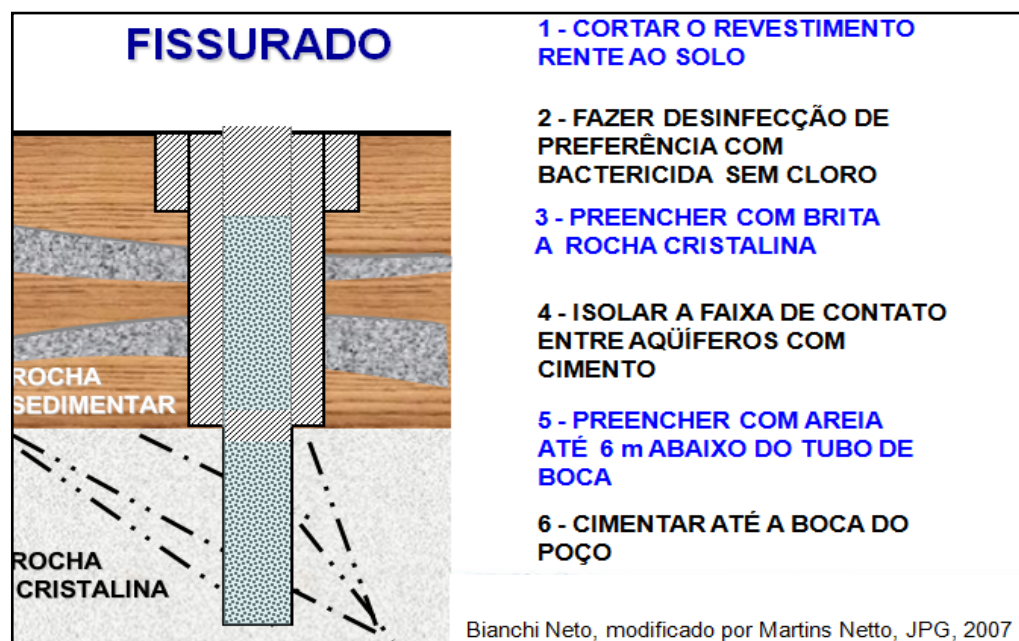 FISSURADO
1 - CORTAR O REVESTIMENTO
RENTE AO SOLO
2 - FAZER DESINFECÇÃO DE
PREFERÊNCIA COM
BACTERICIDA SEM CLORO
3 - PREENCHER COM BRITA
A ROCHA CRISTALINA
4 - ISOLAR A FAIXA DE CONTATO
ENTRE AQÜÍFEROS COM
CIMENTO
5 - PREENCHER COM AREIA
ATÉ 6 m ABAIXO DO TUBO DE
BOCA
6 - CIMENTAR ATÉ A BOCA DO
POÇO
ROCHA
SEDIMENTAR
ROCHA
CRISTALINA
Bianchi Neto, modificado por Martins Netto, JPG, 2007